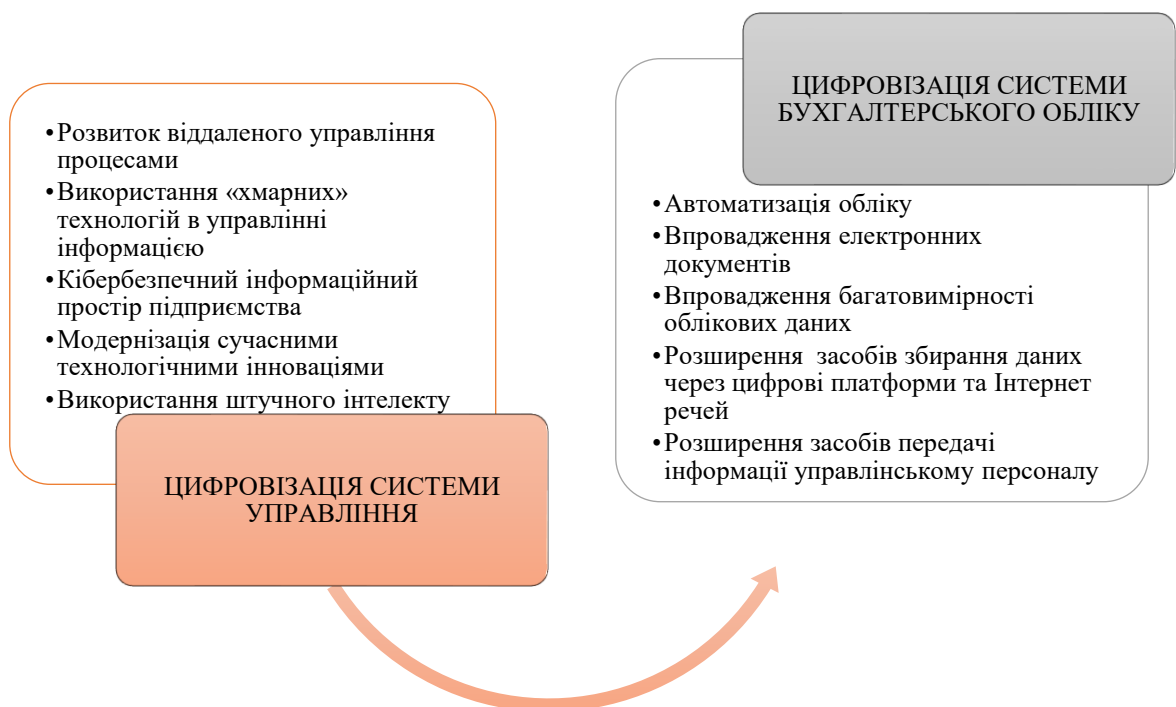 •Розвиток віддаленого управління
процесами
•Використання «хмарних»
технологій в управлінні
інформацією
•Кібербезпечний інформаційний
простір підприємства
•Модернізація сучасними
технологічними інноваціями
•Використання штучного інтелекту
ЦИФРОВІЗАЦІЯ СИСТЕМИ
УПРАВЛІННЯ
ЦИФРОВІЗАЦІЯ СИСТЕМИ
БУХГАЛТЕРСЬКОГО ОБЛІКУ
•Автоматизація обліку
•Впровадження електронних
документів
•Впровадження багатовимірності
облікових даних
•Розширення  засобів збирання даних
через цифрові платформи та Інтернет
речей
•Розширення засобів передачі
інформації управлінському персоналу